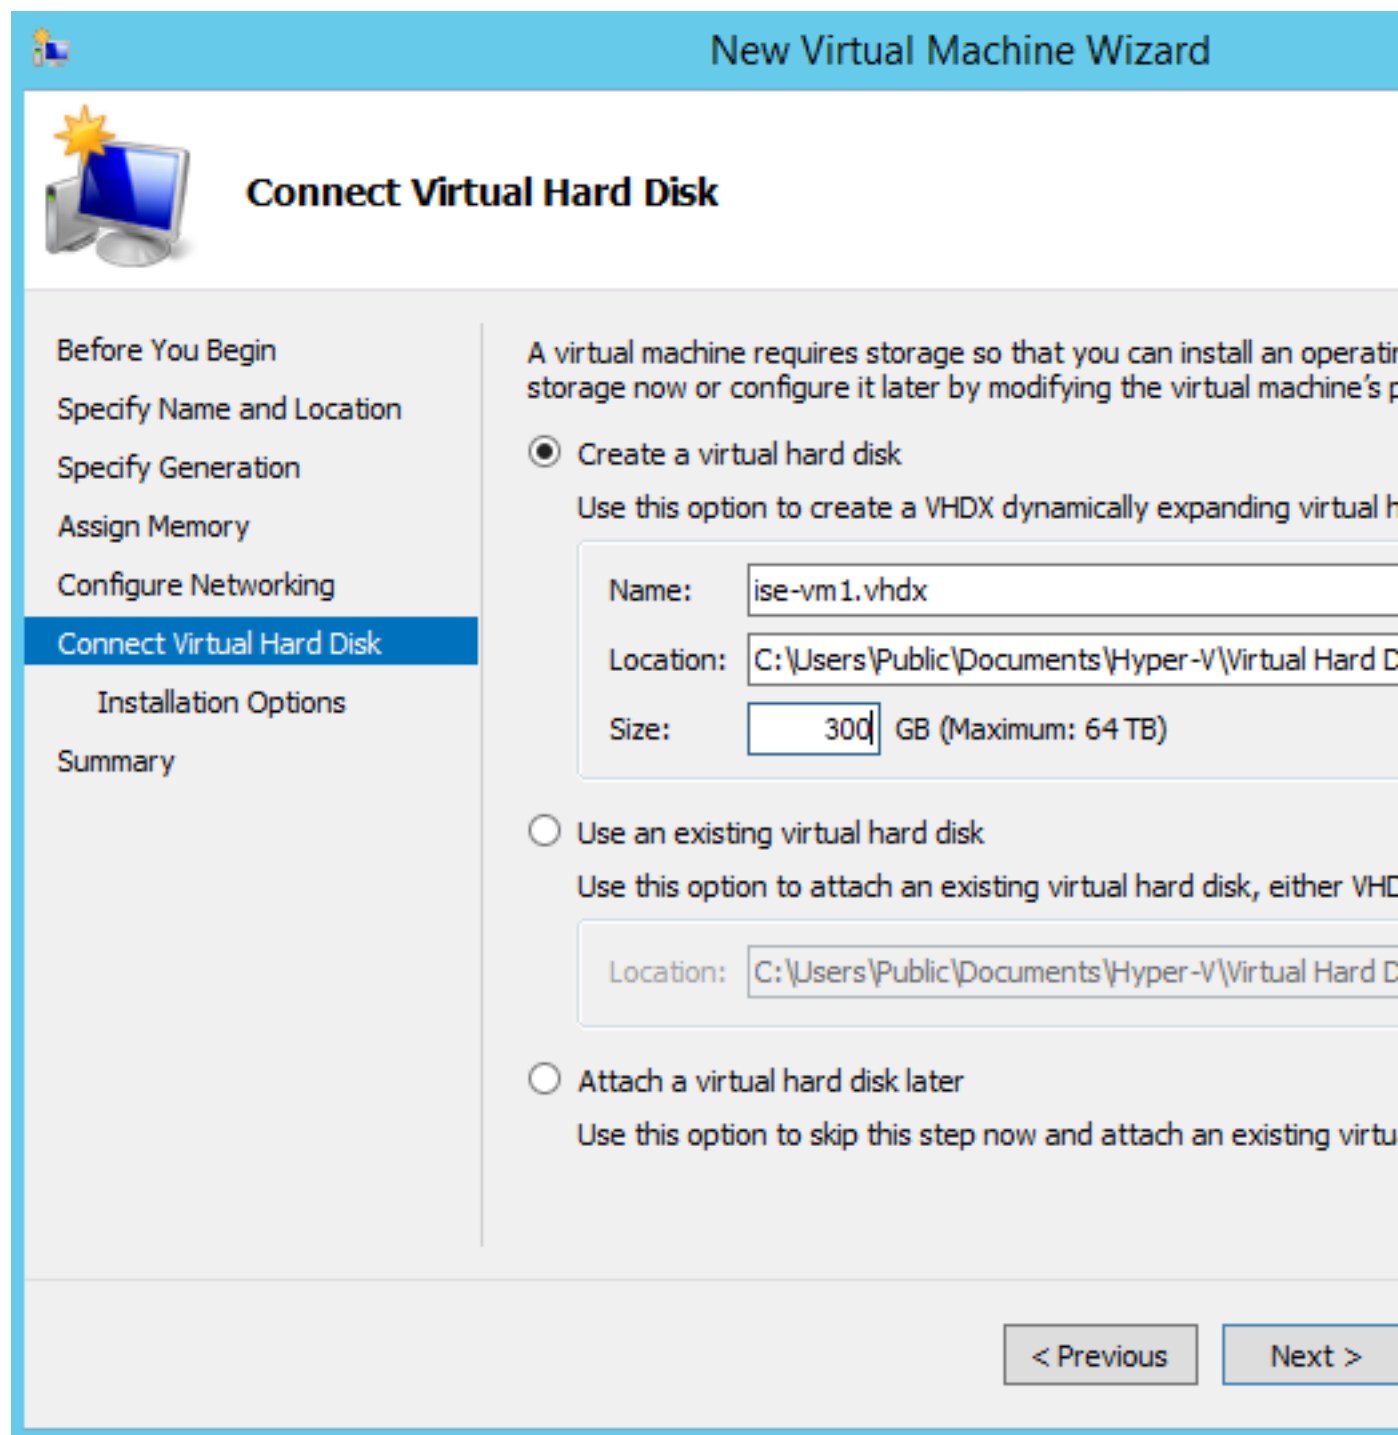 New Virtual Machine Wizard
Connect Virtual Hard Disk
Before You Begin
Specify Name and Location
Specify Generation
Assign Memory
Configure Networking
Connect Virtual Hard Disk
Installation Options
Summary
A virtual machine requires storage so that you can install an
storage now or configure it later by modifying the virtual machine's
Create a virtual hard disk
Use this option to create a VHDX dynamically expanding virtual
Name: ise-vm1.vhdx
Location: C:\Users\Public\Documents\Hyper-V\Virtual Hard
Size: 300 GB (Maximum: 64 TB)
Use an existing virtual hard disk
Use this option to attach an existing virtual hard disk, either
Location: C:\Users\Public\Documents\Hyper-V\Virtual Hard
Attach a virtual hard disk later
Use this option to skip this step now and attach an existing
< Previous
Next >